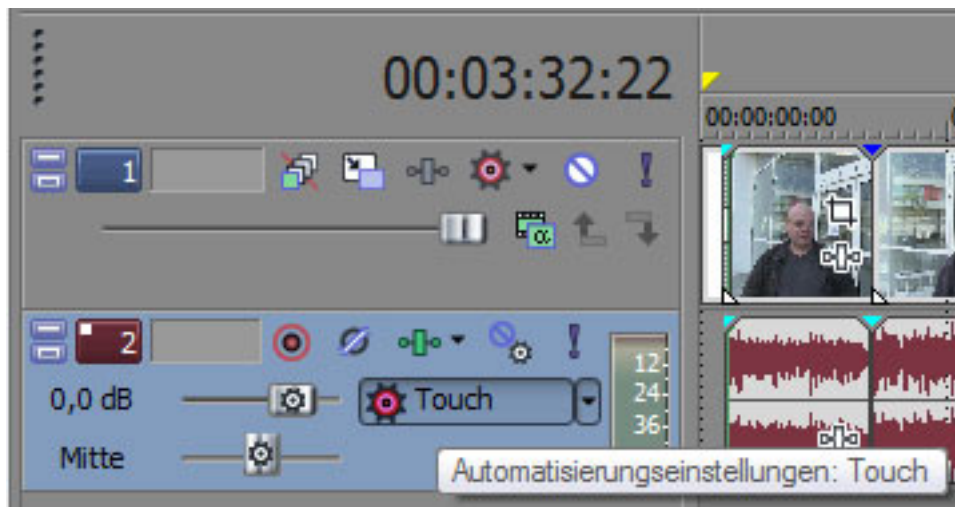 00:03:32:22
00:00:00:00
1
2
12
24
36
0,0 dB
Touch
Mitte
Automatisierungseinstellungen: Touch